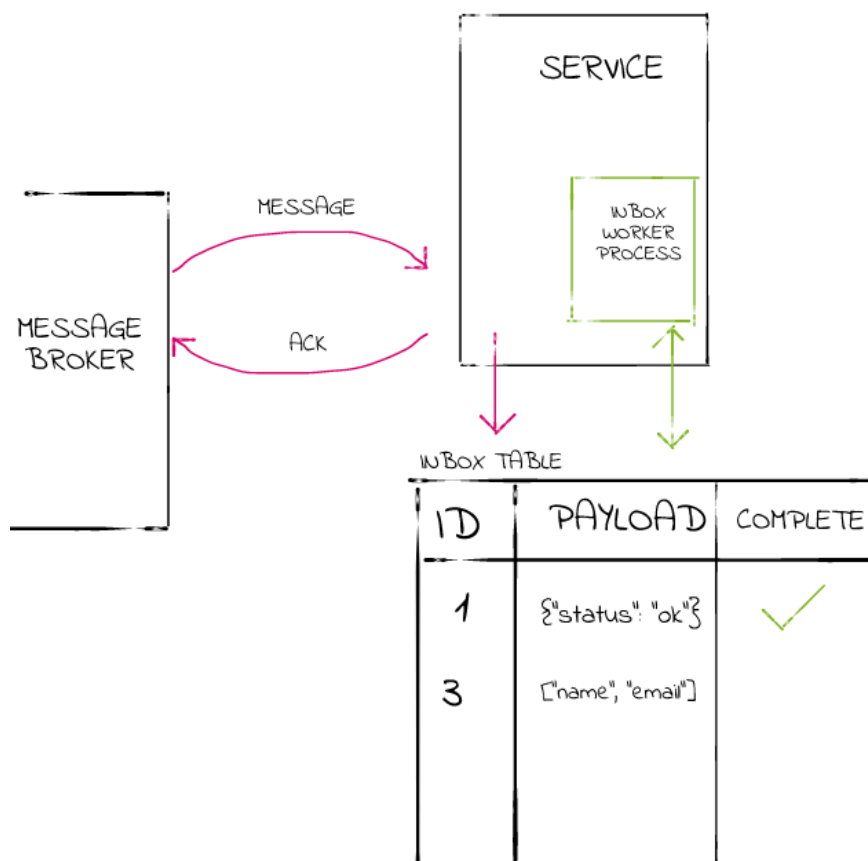 SERVICE
MESSAGE
INBOX
WORKER
PROCESS
MESSAGE
BROKER
ACK
INBOX TABLE
ID PAYLOAD COMPLETE
1 {"status": "ok"}
3 ["name", "email"]